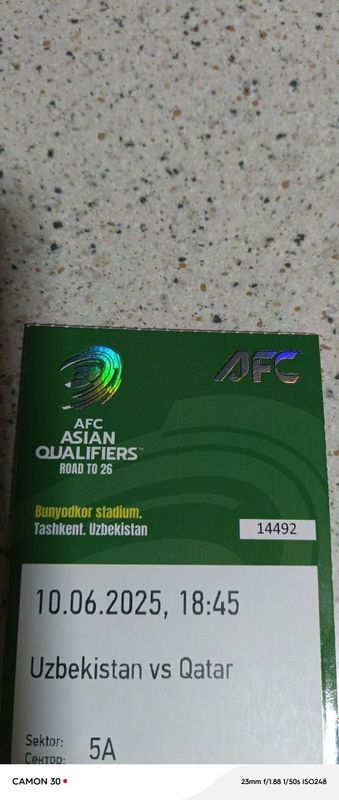 AFC
AFC
ASIAN
QUALIFIERS™
ROAD TO 26
Bunyodkor stadium.
Tashkent. Uzbekistan
14492
10.06.2025, 18:45
Uzbekistan vs Qatar
Sektor: 5A
Сектор:
CAMON 30
23mm f/1.88 1/50s ISO248